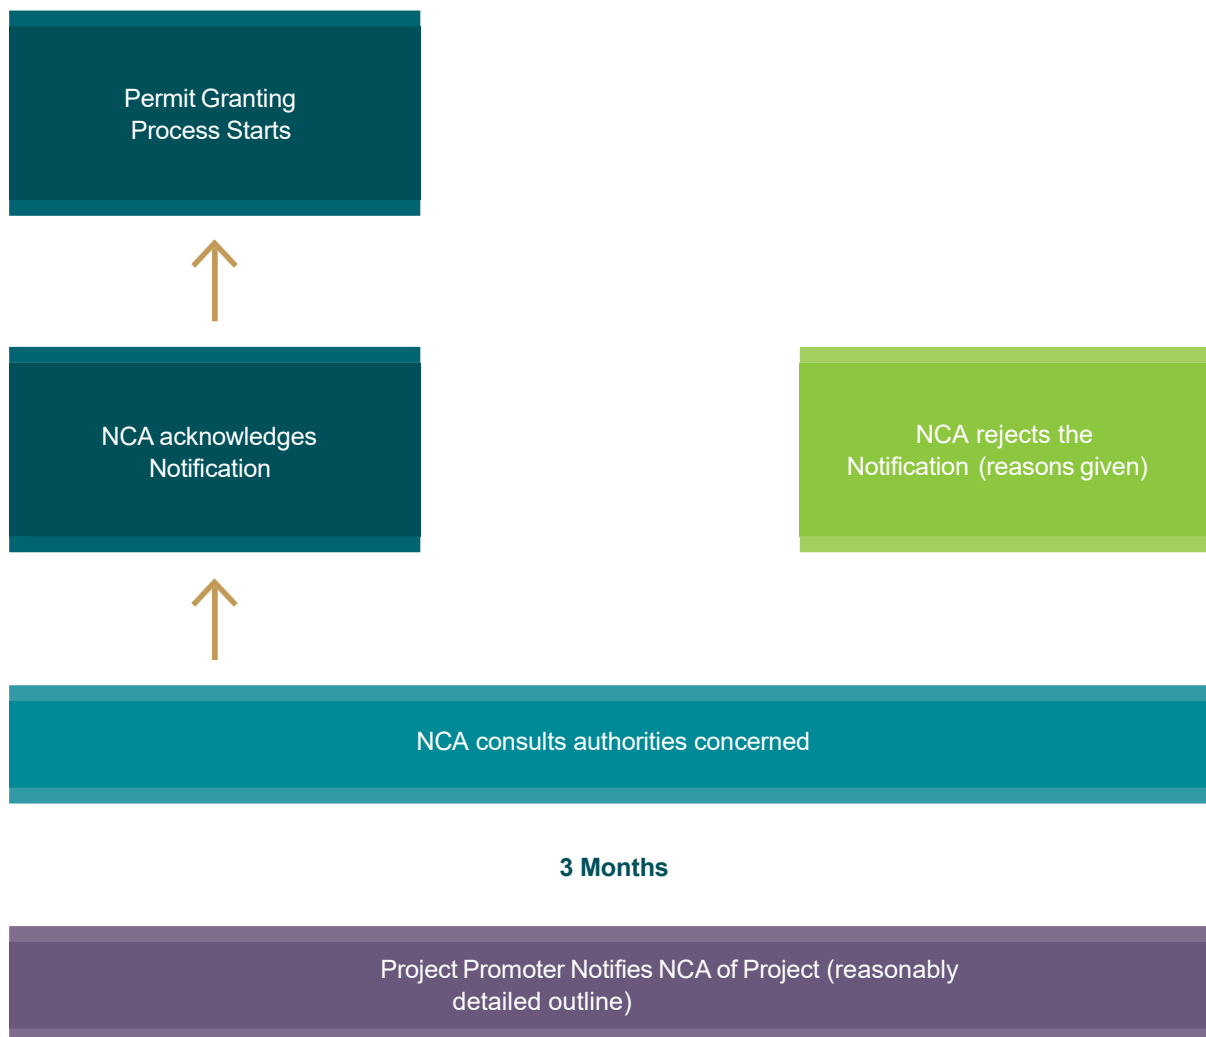 Permit Granting
Process Starts
NCA acknowledges
Notification
NCA rejects the
Notification (reasons given)
NCA consults authorities concerned
3 Months
Project Promoter Notifies NCA of Project (reasonably
detailed outline)